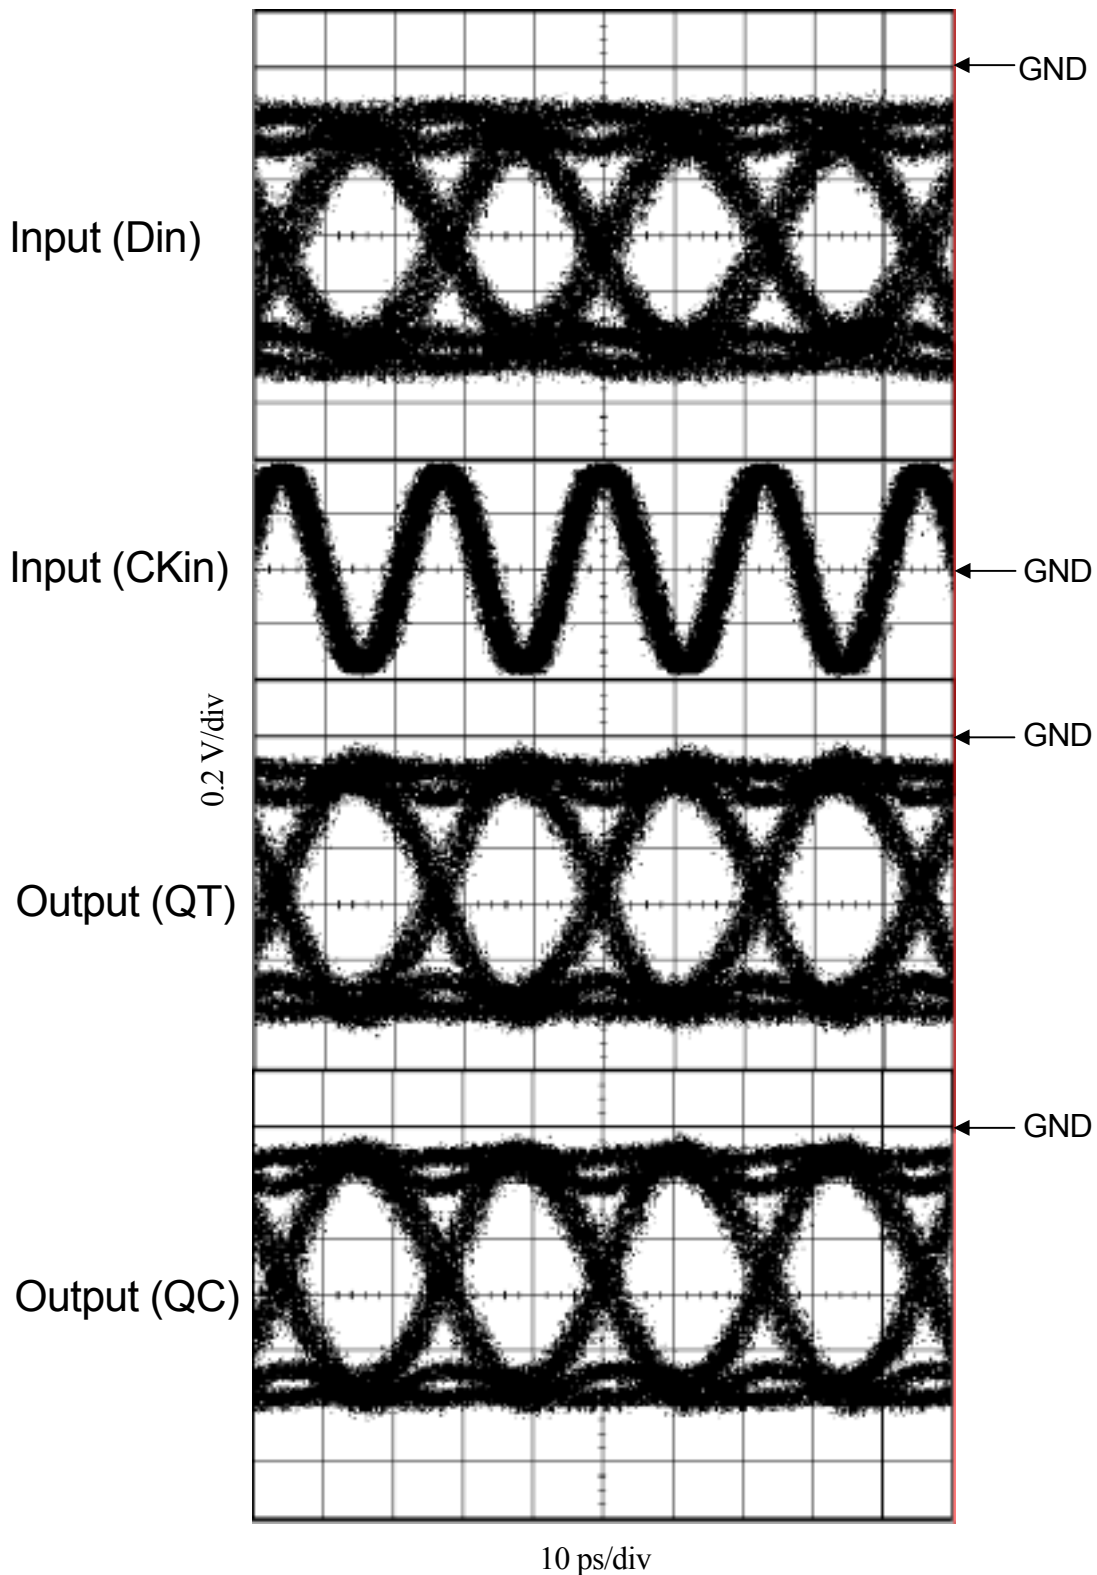 GND
Input (Din)
Input (CKin)
GND
0.2 V/div
GND
Output (QT)
GND
Output (QC)
10 ps/div